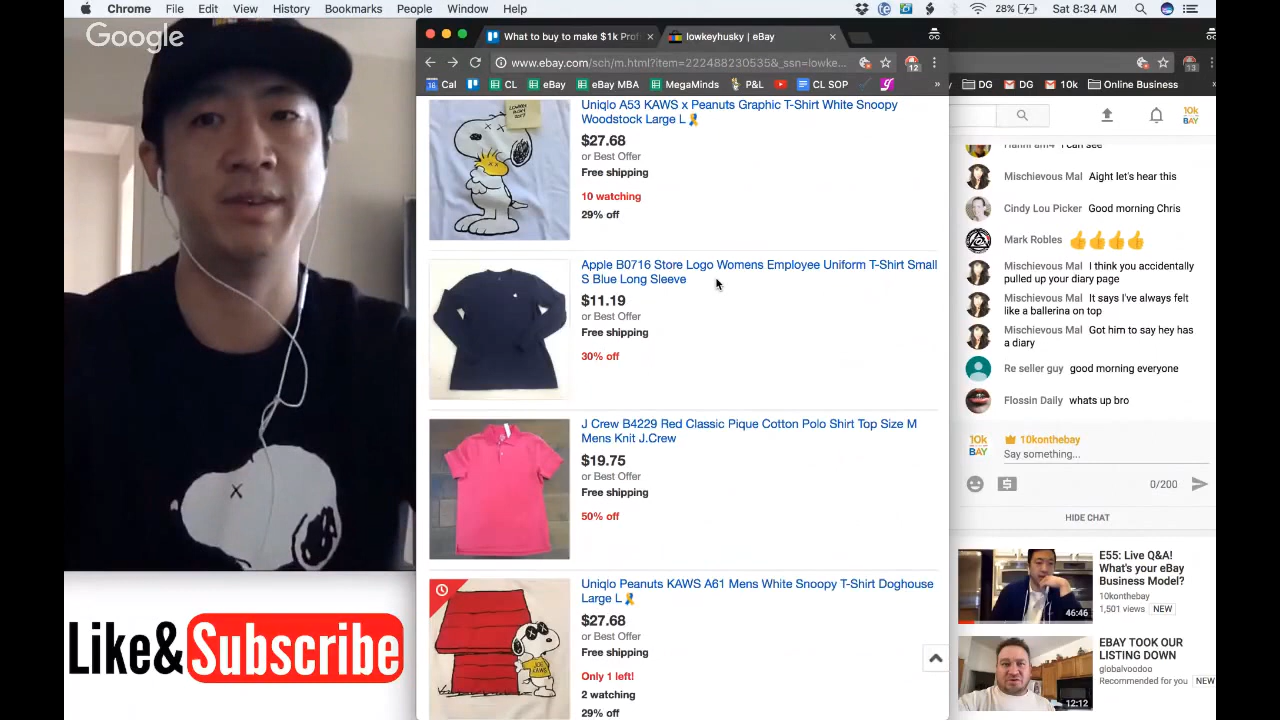 Chrome File Edit View History Bookmarks People Window Help
28% Sat 8:34 AM
Google
What to buy to make $1k Prof
lowkeyhusky | eBay
www.ebay.com/sch/m.html?item=222488230535&_ssn=lowke...
12
13
16 Cal CL eBay eBay MBA MegaMinds P&L CL SOP
DG DG 10k Online Business
Uniqlo A53 KAWS x Peanuts Graphic T-Shirt White Snoopy
Woodstock Large L
$27.68
or Best Offer
Free shipping
10 watching
29% off
Apple B0716 Store Logo Womens Employee Uniform T-Shirt Small
S Blue Long Sleeve
$11.19
or Best Offer
Free shipping
30% off
J Crew B4229 Red Classic Pique Cotton Polo Shirt Top Size M
Mens Knit J.Crew
$19.75
or Best Offer
Free shipping
50% off
Uniqlo Peanuts KAWS A61 Mens White Snoopy T-Shirt Doghouse
Large L
$27.68
or Best Offer
Free shipping
Only 1 left!
2 watching
29% off
10k
BAY
Mischievous Mal Aight let's hear this
Cindy Lou Picker Good morning Chris
Mark Robles
Mischievous Mal I think you accidentally
pulled up your diary page
Mischievous Mal It says I've always felt
like a ballerina on top
Mischievous Mal Got him to say hey has
a diary
Re seller guy good morning everyone
Flossin Daily whats up bro
10k
BAY
10konthebay
Say something...
0/200
HIDE CHAT
E55: Live Q&A!
What's your eBay
Business Model?
10konthebay
1,501 views NEW
46:46
EBAY TOOK OUR
LISTING DOWN
globalvoodoo
Recommended for you NEW
12:12
Like&Subscribe